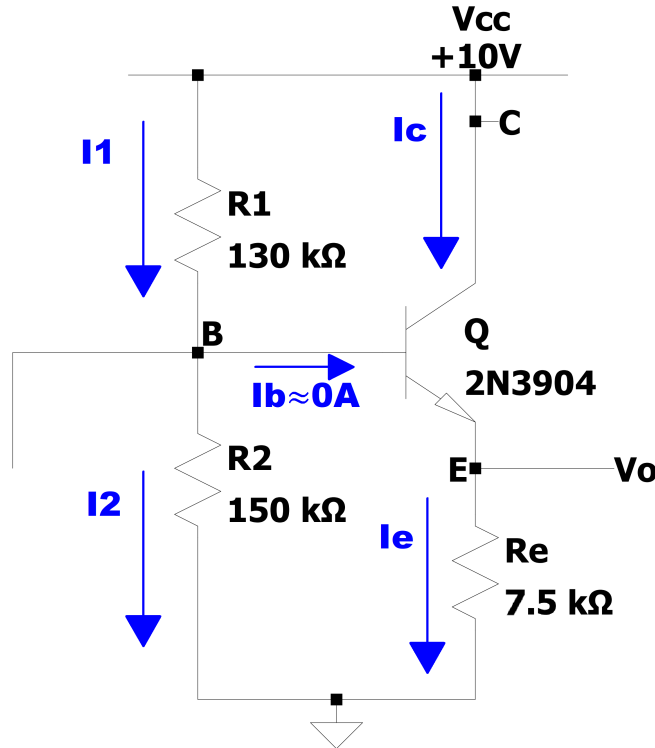 Vcc
+10V
I1
Ic
C
R1
130 kΩ
B
Q
2N3904
Ib≈0A
R2
150 kΩ
I2
E
Vo
Ie
Re
7.5 kΩ